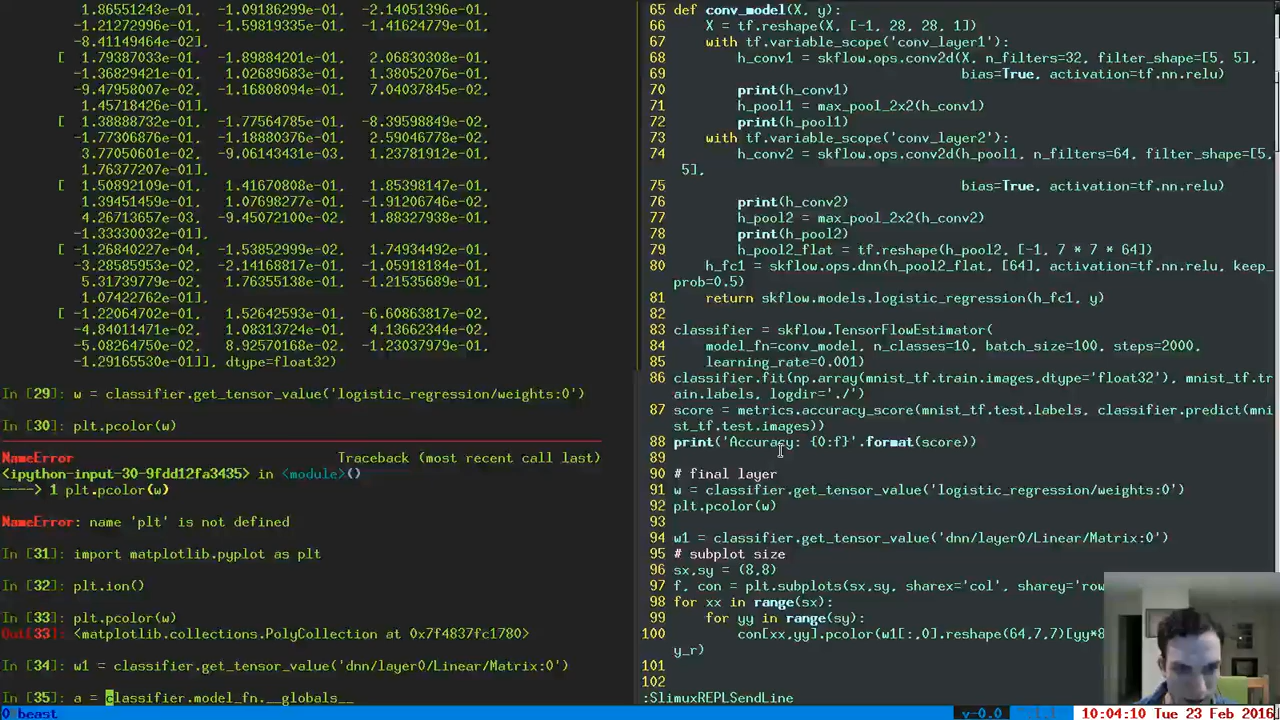 1.86551243e-01, -1.09186266e-01, -2.14051396e-01,
-1.21272907e-01, -1.59819335e-01, -1.41624779e-01,
-8.41149464e-02],
[ 1.79387033e-01, -1.89884201e-01, 2.06830308e-01,
-1.36829421e-01, 1.02689683e-01, 1.38052076e-01,
-9.47958001e-02, -1.16808094e-01, 7.04037845e-02,
1.45718426e-01],
[ 1.38888732e-01, -1.77564785e-01, -8.39598849e-02,
-1.77306876e-01, -1.18880376e-01, 2.59046778e-02,
3.77050601e-02, -9.06143431e-03, 1.23781912e-01,
1.76377207e-01],
[ 1.50892109e-01, 1.41670808e-01, 1.85398147e-01,
1.39451459e-01, 1.07698277e-01, -1.91206746e-02,
4.26713657e-03, -9.45072100e-02, 1.88327938e-01,
-1.33330032e-01],
[ -1.26840227e-04, -1.53852999e-02, 1.74934492e-01,
-3.28585953e-02, -2.14168817e-01, -1.05918184e-01,
5.31739779e-02, 1.76355138e-01, -1.21535689e-01,
1.07422762e-01],
[ -1.22064702e-01, 1.52642593e-01, -6.60863817e-02,
-4.84041001e-02, 1.08313724e-01, 4.13662344e-02,
-5.08264750e-02, 8.92570168e-02, -1.23037979e-01,
-1.29165530e-01]], dtype=float32)
In [29]: w = classifier.get_tensor_value('logistic_regression/weights:0')
In [30]: plt.pcolor(w)
NameError Traceback (most recent call last)
<ipython-input-30-9fdd12fa3435> in <module>()
----> 1 plt.pcolor(w)
NameError: name 'plt' is not defined
In [31]: import matplotlib.pyplot as plt
In [32]: plt.ion()
In [33]: plt.pcolor(w)
Out[33]: <matplotlib.collections.PolyCollection at 0x7f4837fc1780>
In [34]: w1 = classifier.get_tensor_value('dnn/layer0/Linear/Matrix:0')
In [35]: a = classifier.model_fn.__globals__
65 def conv_model(X, y):
66 X = tf.reshape(X, [-1, 28, 28, 1])
67 with tf.variable_scope('conv_layer1'):
68 h_conv1 = skflow.ops.conv2d(X, n_filters=32, filter_shape=[5, 5],
69 bias=True, activation=tf.nn.relu)
70 print(h_conv1)
71 h_pool1 = max_pool_2x2(h_conv1)
72 print(h_pool1)
73 with tf.variable_scope('conv_layer2'):
74 h_conv2 = skflow.ops.conv2d(h_pool1, n_filters=64, filter_shape=[5,
5],
75 bias=True, activation=tf.nn.relu)
76 print(h_conv2)
77 h_pool2 = max_pool_2x2(h_conv2)
78 print(h_pool2)
79 h_pool2_flat = tf.reshape(h_pool2, [-1, 7 * 7 * 64])
80 h_fc1 = skflow.ops.dnn(h_pool2_flat, [64], activation=tf.nn.relu, keep_
prob=0.5)
81 return skflow.models.logistic_regression(h_fc1, y)
82
83 classifier = skflow.TensorFlowEstimator(
84 model_fn=conv_model, n_classes=10, batch_size=100, steps=2000,
85 learning_rate=0.001)
86 classifier.fit(np.array(mnist_tf.train.images,dtype='float32'), mnist_tf.tr
ain.labels, logdir='./')
87 score = metrics.accuracy_score(mnist_tf.test.labels, classifier.predict(mni
st_tf.test.images))
88 print('Accuracy: {0:f}'.format(score))
89
90 # final layer
91 w = classifier.get_tensor_value('logistic_regression/weights:0')
92 plt.pcolor(w)
93
94 w1 = classifier.get_tensor_value('dnn/layer0/Linear/Matrix:0')
95 # subplot size
96 sx,sy = (8,8)
97 f, con = plt.subplots(sx,sy, sharex='col', sharey='row
98 for xx in range(sx):
99 for yy in range(sy):
100 con[xx,yy].pcolor(w1[:,0].reshape(64,7,7)[yy*8
y_r)
101
102
:SlimuxREPLSendLine
0 beast v-0.0 1.1 10:04:10 Tue 23 Feb 2016